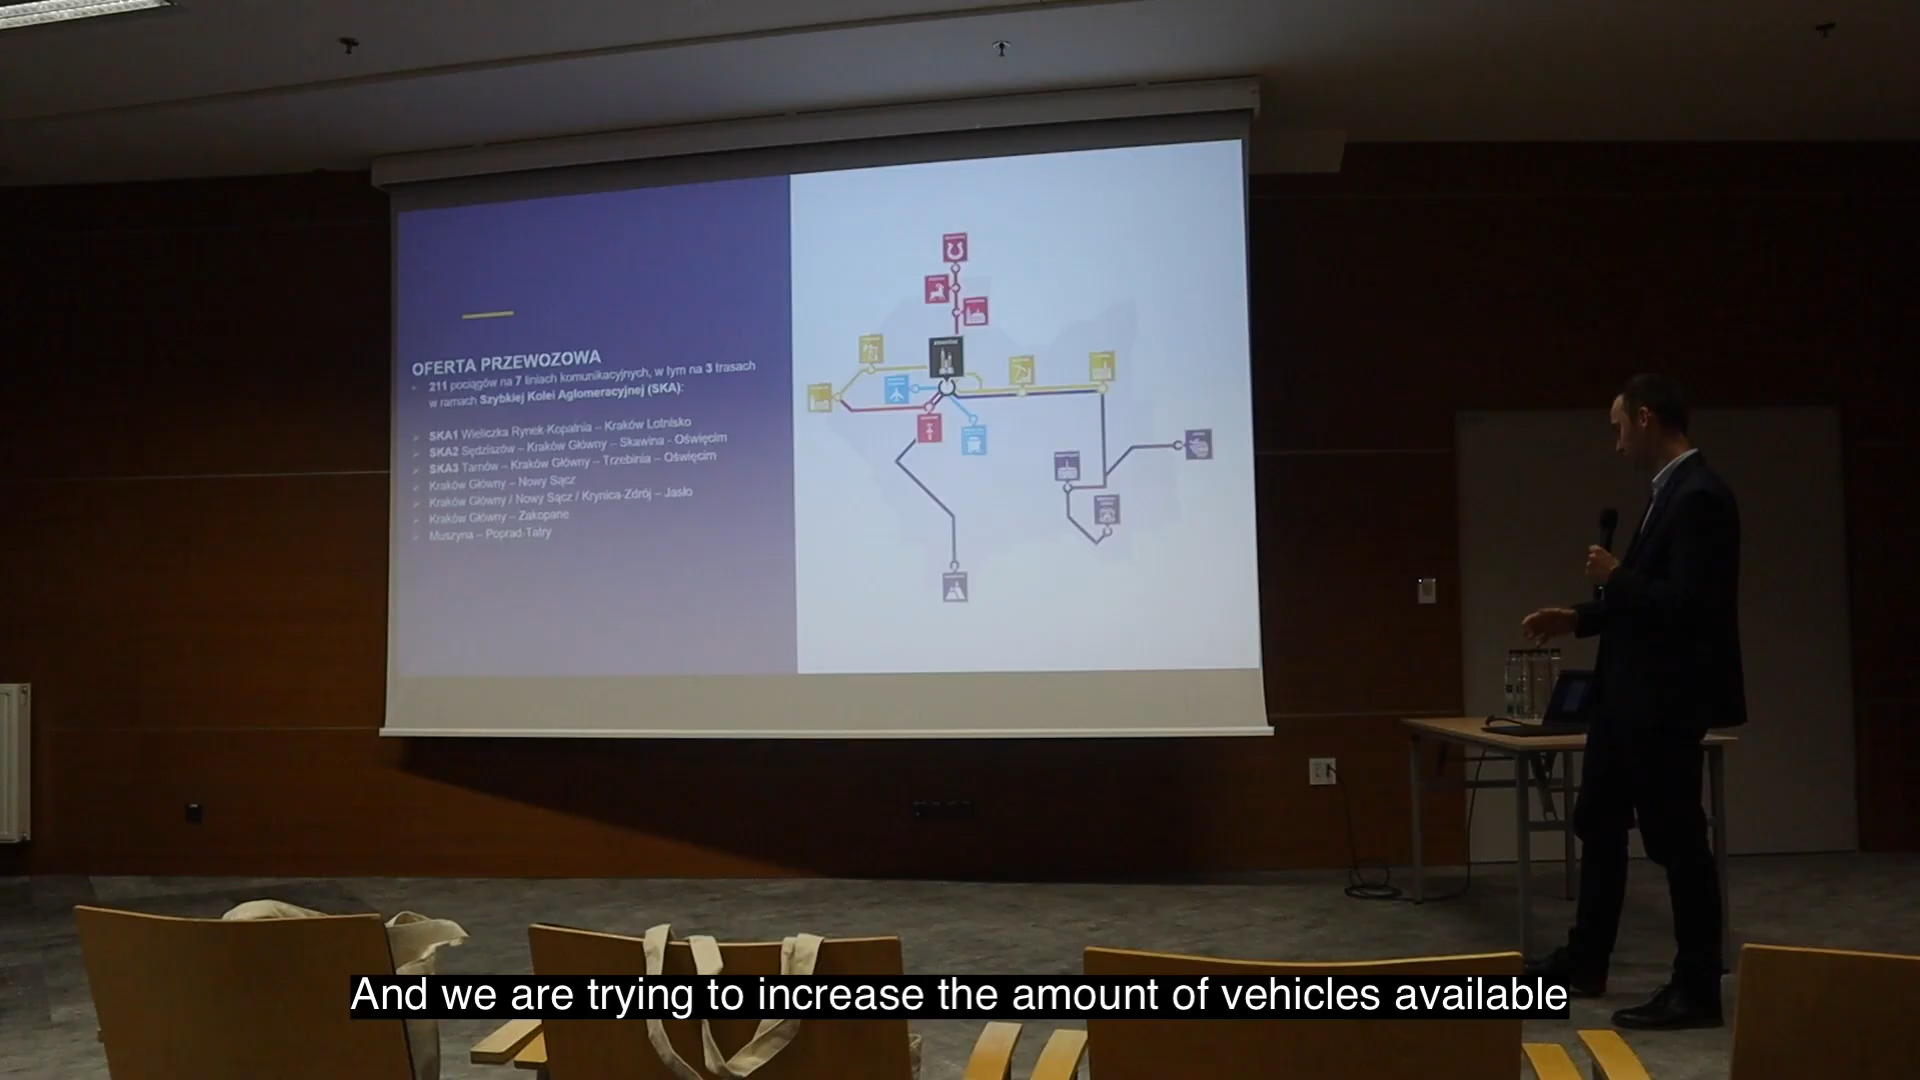 OFERTA PRZEWOZOWA
211 pociągów na 7 liniach komunikacyjnych, w tym na 3 trasach
w ramach Szybkiej Kolei Aglomeracyjnej (SKA):
SKA1 Wieliczka Rynek-Kopalnia – Kraków Lotnisko
SKA2 Sędziszów – Kraków Główny – Skawina - Oświęcim
SKA3 Tarnów – Kraków Główny – Trzebinia – Oświęcim
Kraków Główny – Nowy Sącz
Kraków Główny / Nowy Sącz / Krynica-Zdrój – Jasło
Kraków Główny – Zakopane
Muszyna – Poprad-Tatry
And we are trying to increase the amount of vehicles available